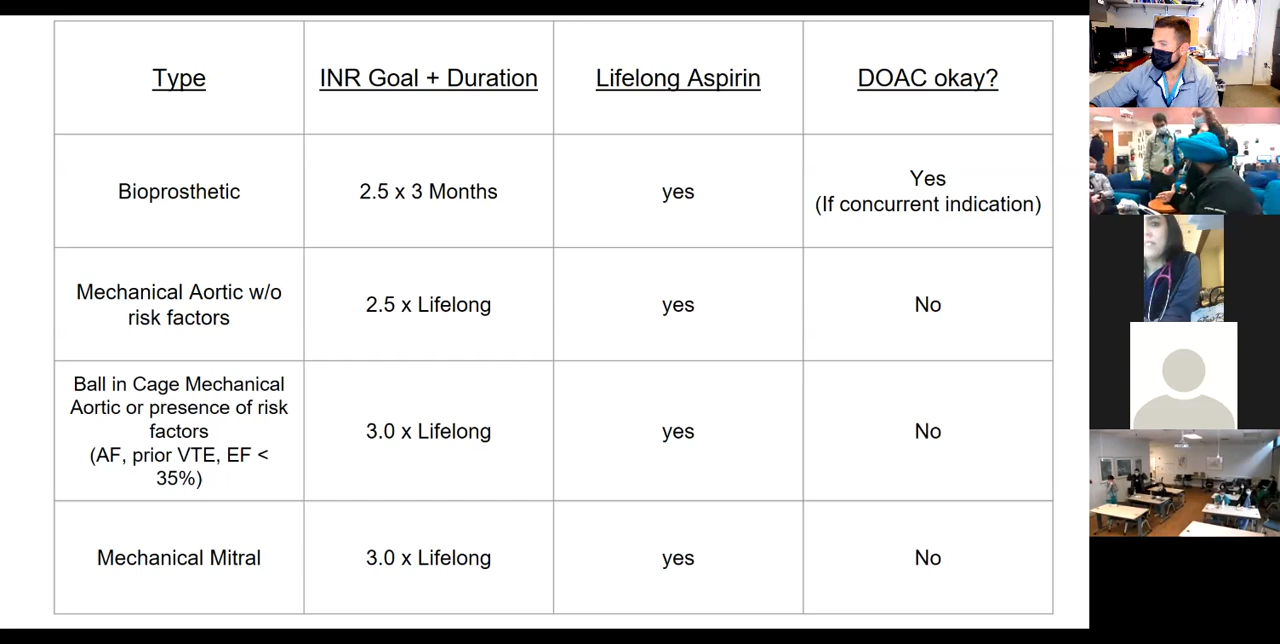 Type
INR Goal + Duration
Lifelong Aspirin
DOAC okay?
Bioprosthetic
2.5 x 3 Months
yes
Yes
(If concurrent indication)
Mechanical Aortic w/o
risk factors
2.5 x Lifelong
yes
No
Ball in Cage Mechanical
Aortic or presence of risk
factors
(AF, prior VTE, EF <
35%)
3.0 x Lifelong
yes
No
Mechanical Mitral
3.0 x Lifelong
yes
No